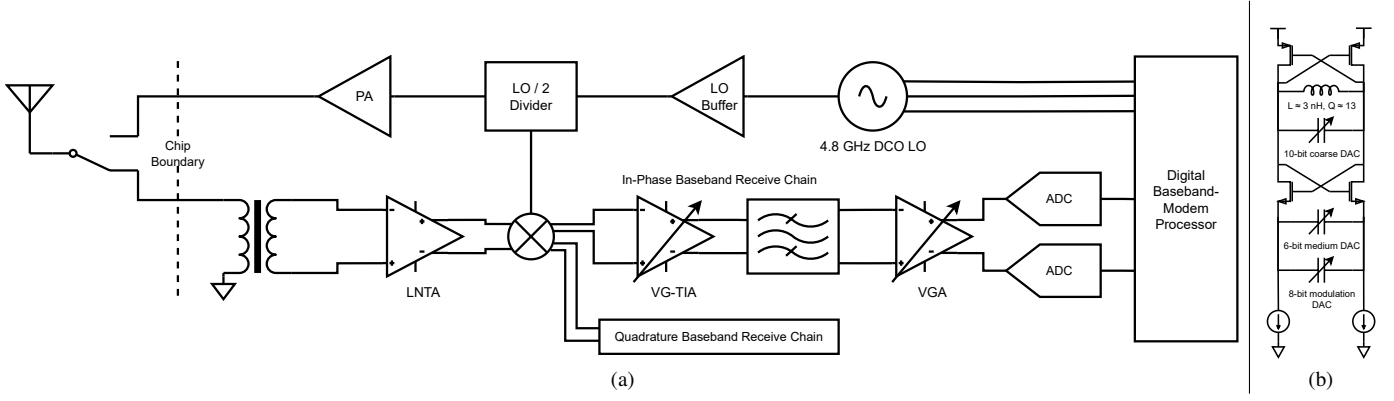 PA
LO / 2
Divider
LO
Buffer
4.8 GHz DCO LO
Chip
Boundary
In-Phase Baseband Receive Chain
-
+
+
-
LNTA
-
+
+
-
VG-TIA
-
+
+
-
VGA
ADC
ADC
Digital
Baseband-
Modem
Processor
Quadrature Baseband Receive Chain
(a)
L ≈ 3 nH, Q ≈ 13
10-bit coarse DAC
6-bit medium DAC
8-bit modulation
DAC
(b)